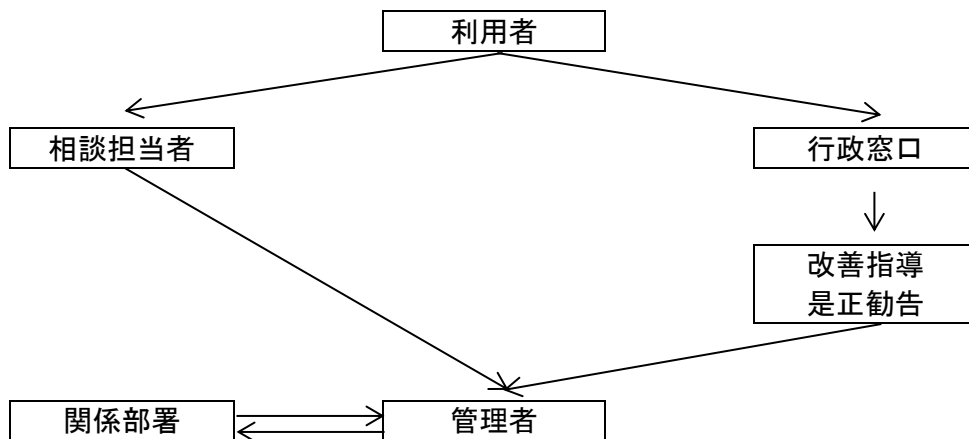 利用者
相談担当者
行政窓口
改善指導
是正勧告
関係部署
管理者